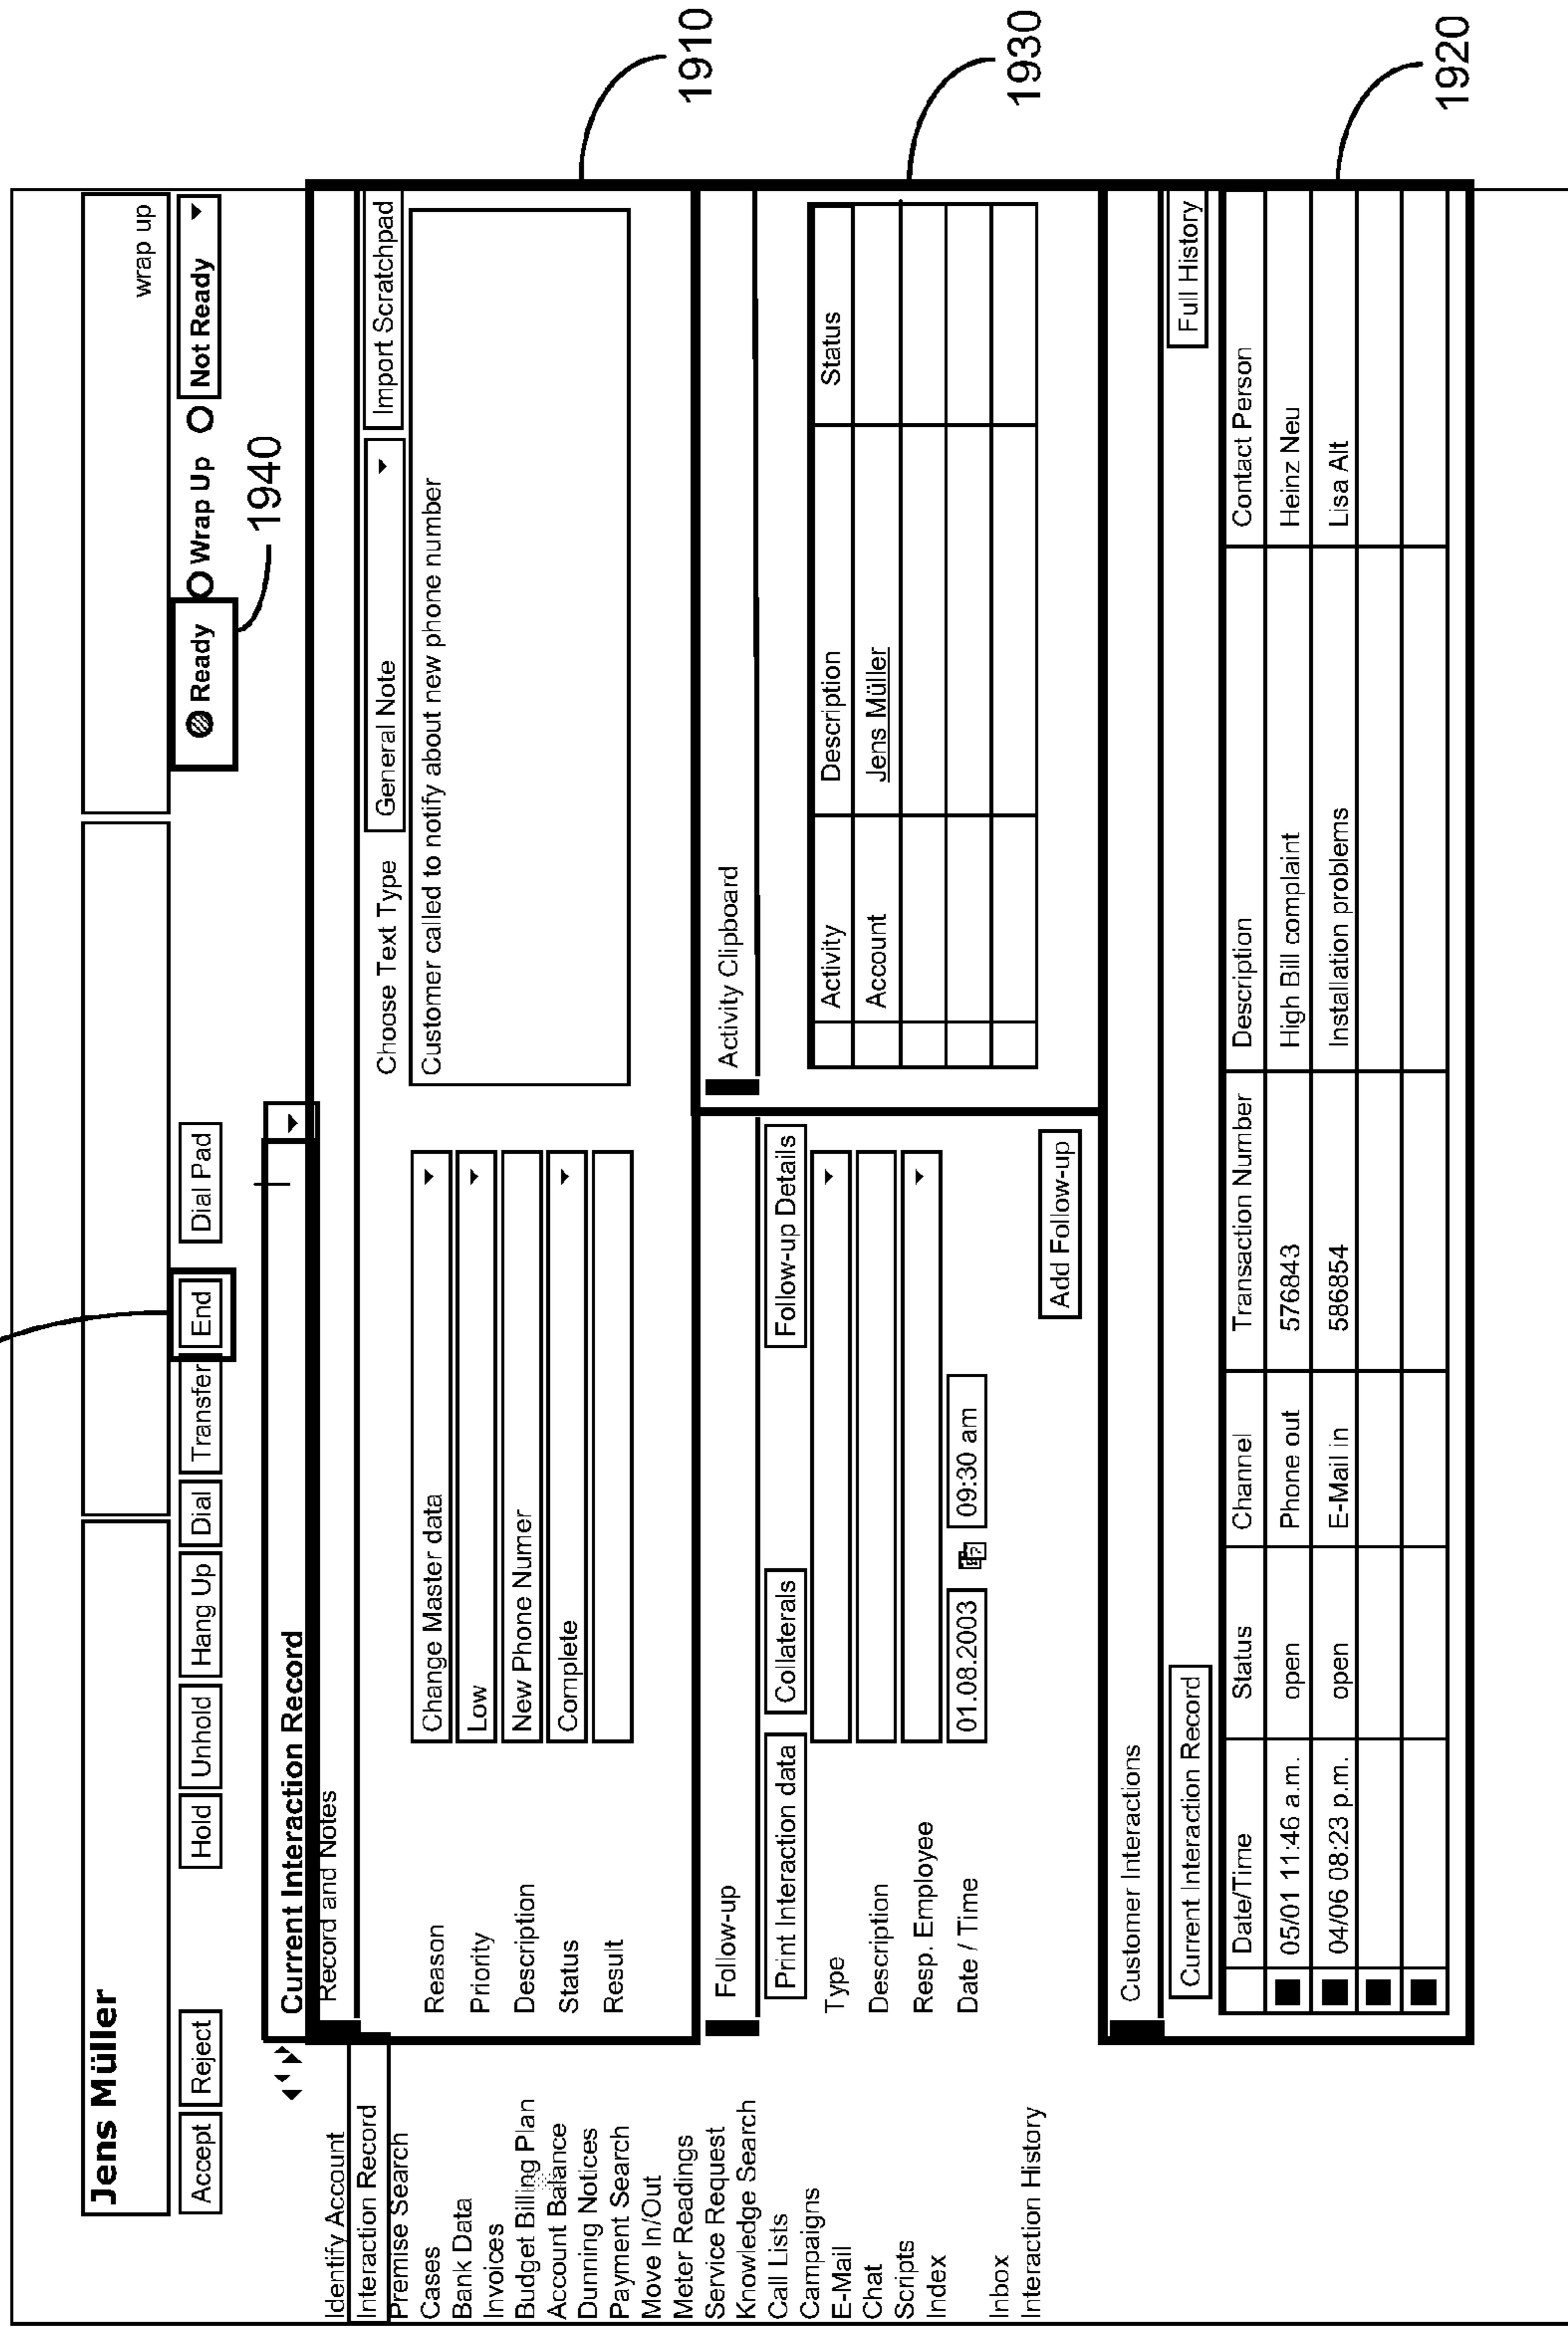 Jens Müller
wrap up
Accept Reject Hold Unhold Hang Up Dial Transfer End Dial Pad Ready Wrap Up Not Ready
1940
Current Interaction Record
Identify Account
Interaction Record
Premise Search
Cases
Bank Data
Invoices
Budget Billing Plan
Account Balance
Dunning Notices
Payment Search
Move In/Out
Meter Readings
Service Request
Knowledge Search
Call Lists
Campaigns
E-Mail
Chat
Scripts
Index
Inbox
Interaction History
Record and Notes
Reason Change Master data
Priority Low
Description New Phone Numer
Status Complete
Result
Choose Text Type General Note Import Scratchpad
Customer called to notify about new phone number
1910
Follow-up
Print Interaction data Collaterals Follow-up Details
Type
Description
Resp. Employee
Date / Time 01.08.2003 09:30 am
Add Follow-up
Activity Clipboard
Activity Description Status
Account Jens Müller
1930
Customer Interactions
Current Interaction Record Full History
Date/Time Status Channel Transaction Number Description Contact Person
05/01 11:46 a.m. open Phone out 576843 High Bill complaint Heinz Neu
04/06 08:23 p.m. open E-Mail in 586854 Installation problems Lisa Alt
1920